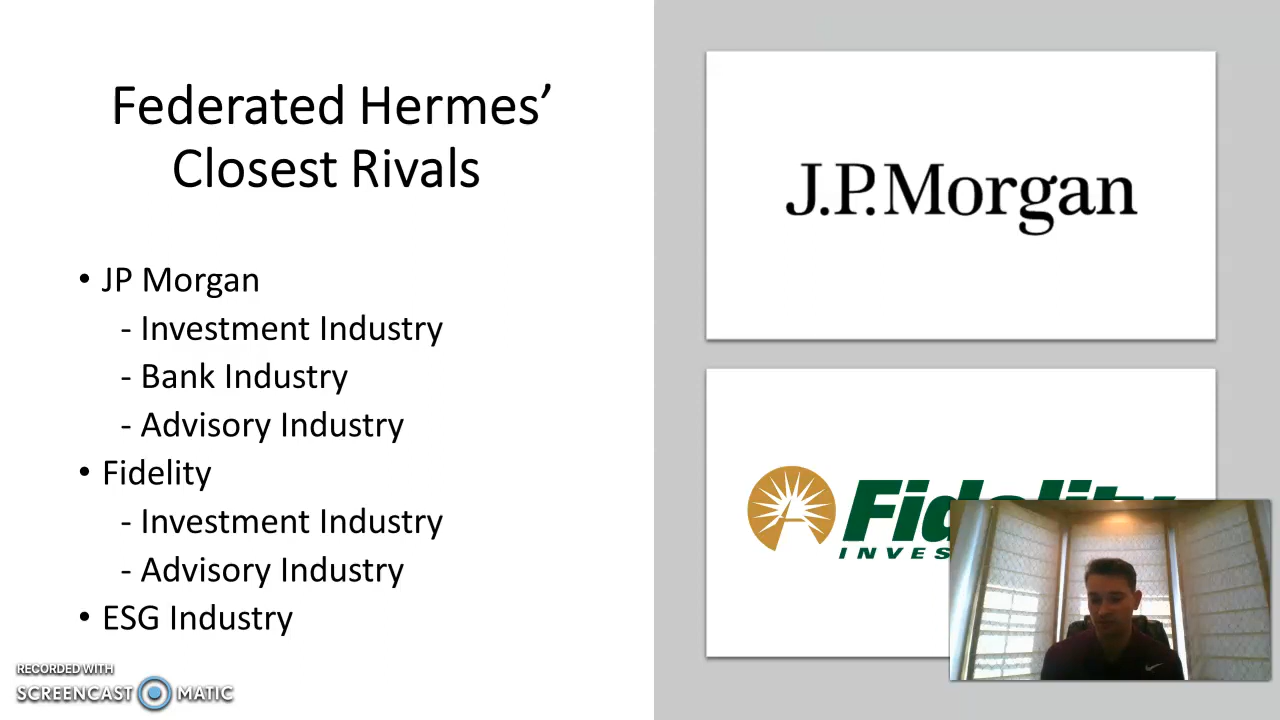 Federated Hermes’
Closest Rivals
• JP Morgan
- Investment Industry
- Bank Industry
- Advisory Industry
• Fidelity
- Investment Industry
- Advisory Industry
• ESG Industry
J.P.Morgan
Fidelity
RECORDED WITH
SCREENCAST MATIC